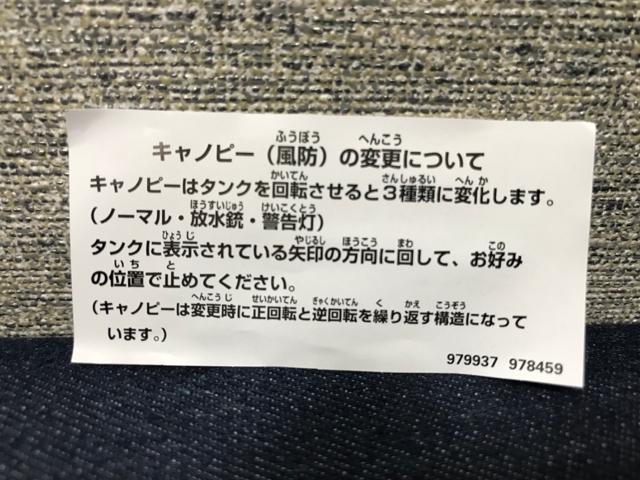 キャノピー（風防）の変更について
キャノピーはタンクを回転させると3種類に変化します。
（ノーマル・放水銃・警告灯）
タンクに表示されている矢印の方向に回して、お好み
の位置で止めてください。
（キャノピーは変更時に正回転と逆回転を繰り返す構造になって
います。）
979937 978459